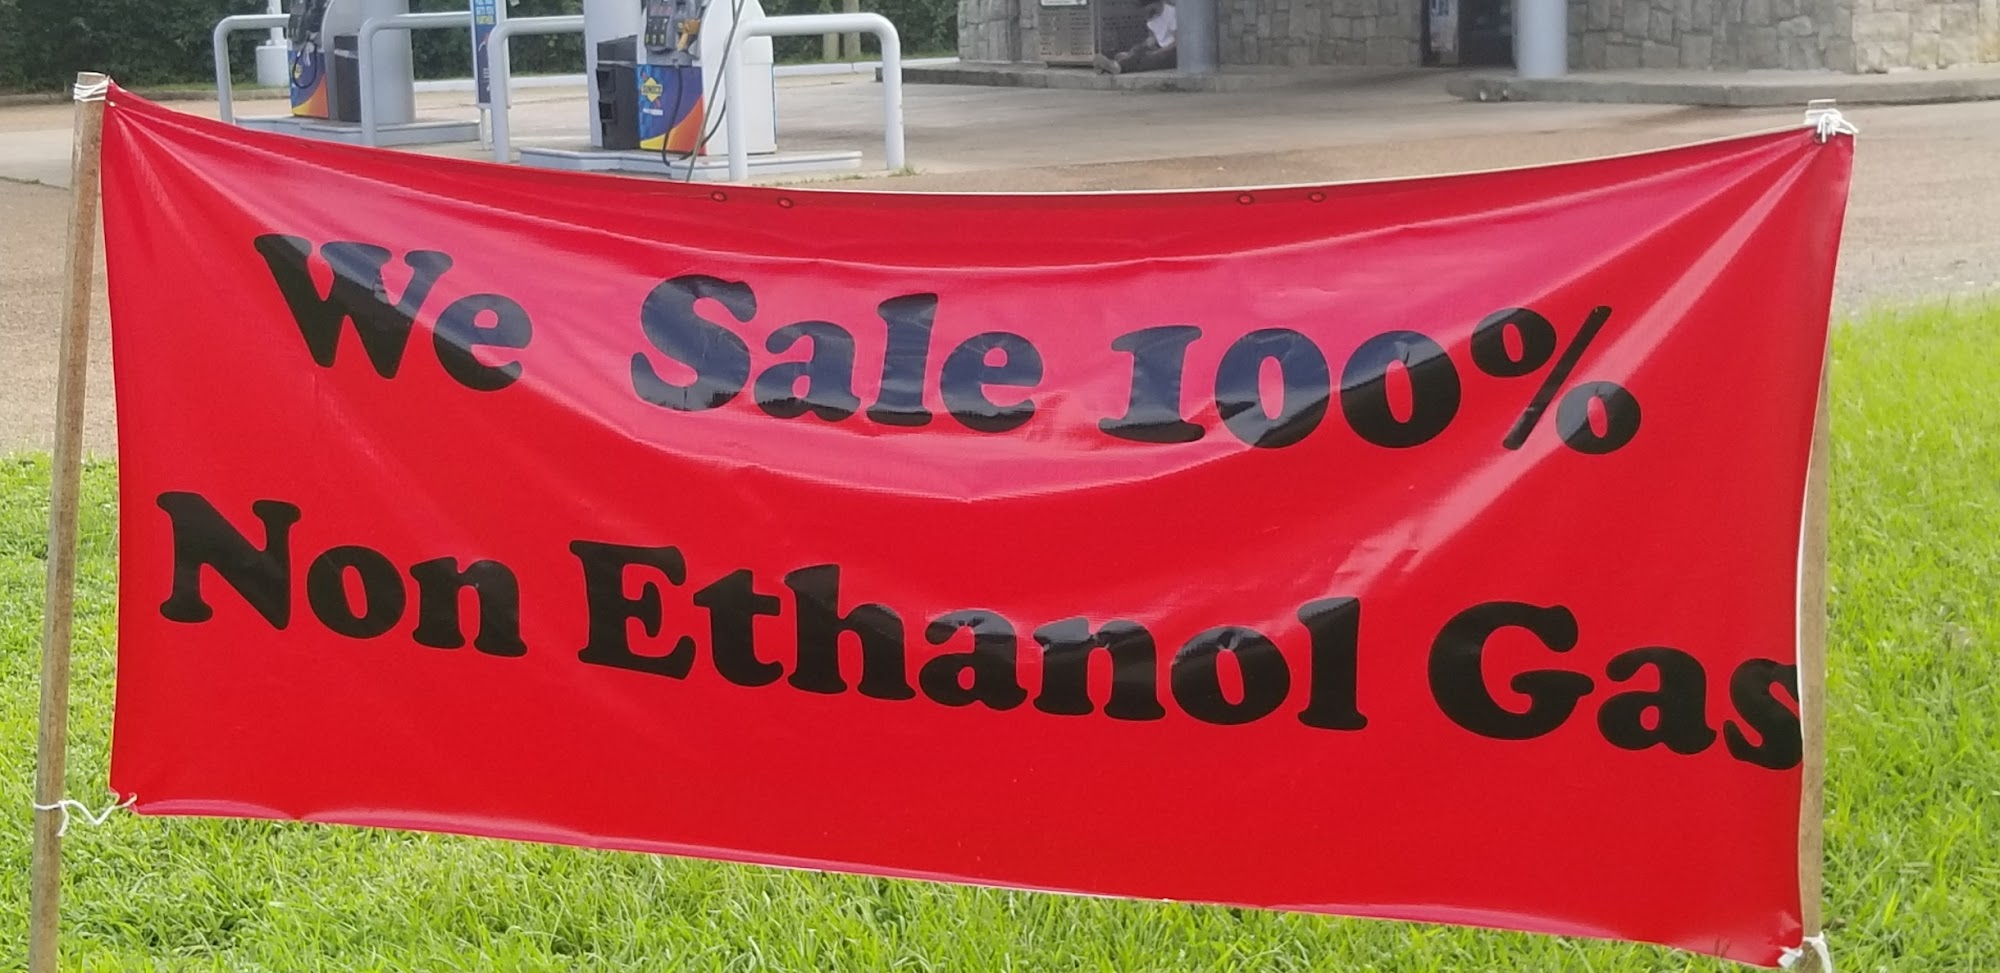 We Sale 100%
Non Ethanol Gas